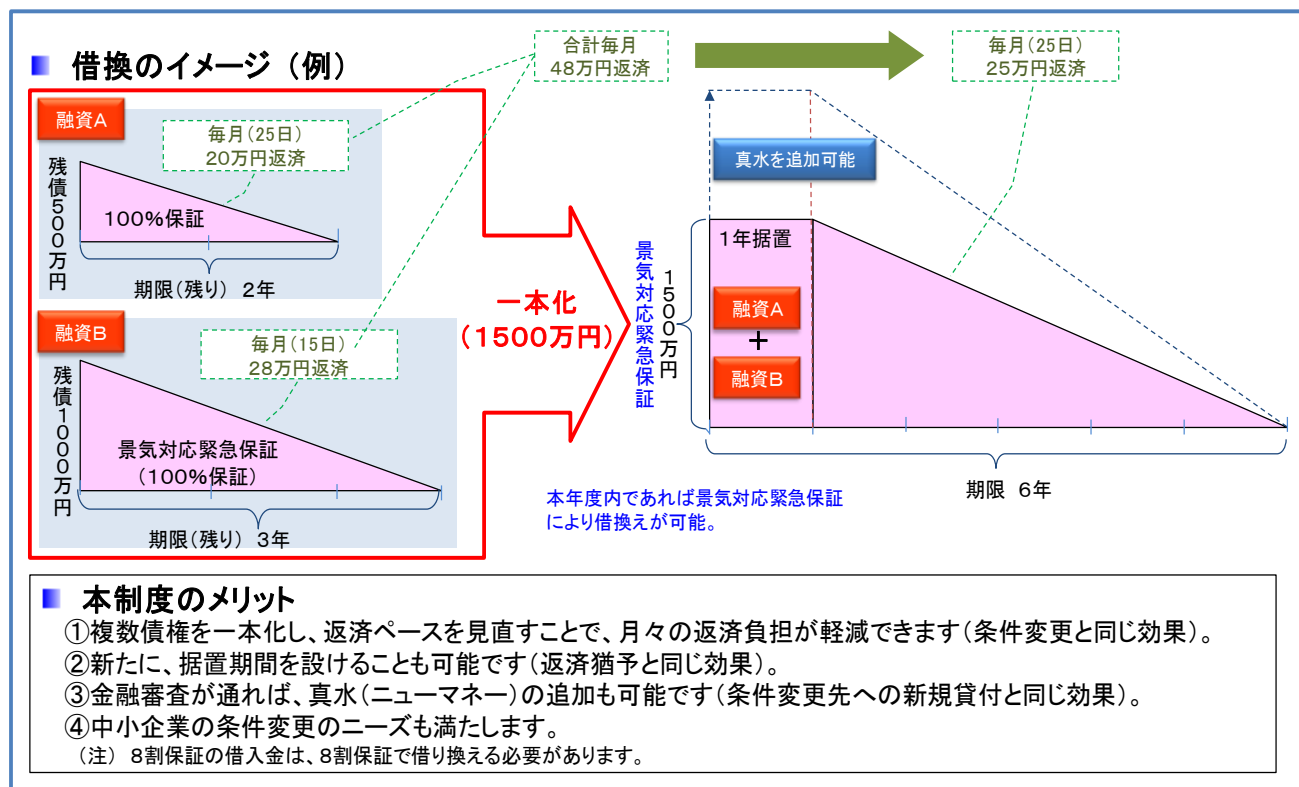 借換のイメージ（例）
合計毎月
48万円返済
毎月（25日）
25万円返済
融資A
毎月（25日）
20万円返済
残債500万円
100%保証
期限（残り） 2年
融資B
毎月（15日）
28万円返済
残債1000万円
景気対応緊急保証
（100%保証）
期限（残り） 3年
一本化
（1500万円）
景気対応緊急保証
1500万円
真水を追加可能
1年据置
融資A
＋
融資B
期限 6年
本年度内であれば景気対応緊急保証
により借換えが可能。
本制度のメリット
①複数債権を一本化し、返済ペースを見直すことで、月々の返済負担が軽減できます（条件変更と同じ効果）。
②新たに、据置期間を設けることも可能です（返済猶予と同じ効果）。
③金融審査が通れば、真水（ニューマネー）の追加も可能です（条件変更先への新規貸付と同じ効果）。
④中小企業の条件変更のニーズも満たします。
（注） 8割保証の借入金は、8割保証で借り換える必要があります。